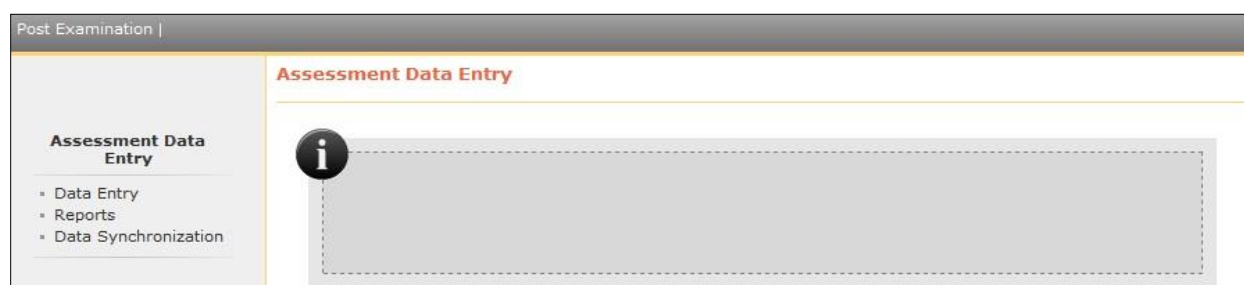 Post Examination |
Assessment Data Entry
Assessment Data
Entry
Data Entry
Reports
Data Synchronization
i